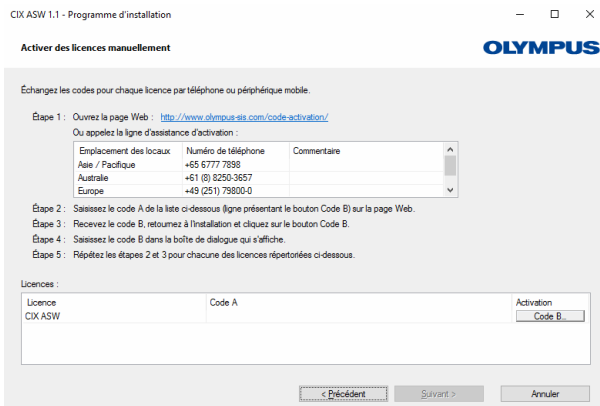 CIX ASW 1.1 - Programme d'installation
Activer des licences manuellement
OLYMPUS
Échangez les codes pour chaque licence par téléphone ou périphérique mobile.
Étape 1 : Ouvrez la page Web : http://www.olympus-sis.com/code-activation/
Ou appelez la ligne d'assistance d'activation :
Emplacement des locaux Numéro de téléphone Commentaire
Asie / Pacifique +65 6777 7898
Australie +61 (8) 8250-3657
Europe +49 (251) 79800-0
Étape 2 : Saisissez le code A de la liste ci-dessous (ligne présentant le bouton Code B) sur la page Web.
Étape 3 : Recevez le code B, retournez à l'installation et cliquez sur le bouton Code B.
Étape 4 : Saisissez le code B dans la boîte de dialogue qui s'affiche.
Étape 5 : Répétez les étapes 2 et 3 pour chacune des licences répertoriées ci-dessous.
Licences :
Licence Code A Activation
CIX ASW Code B...
< Précédent Suivant > Annuler